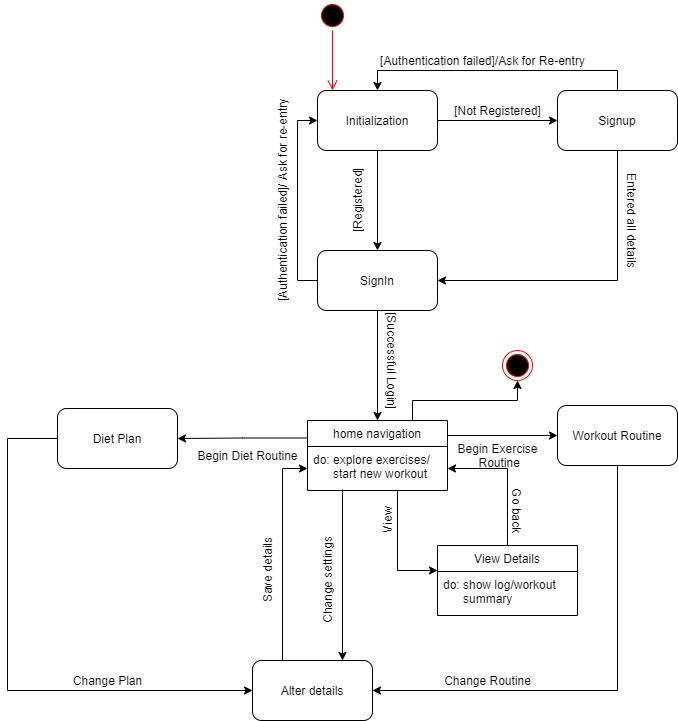 [Authentication failed]/Ask for Re-entry
Initialization
[Not Registered]
Signup
[Authentication failed]/ Ask for re-entry
[Registered]
Entered all details
SignIn
[Successful Login]
Diet Plan
home navigation
Workout Routine
Begin Diet Routine
do: explore exercises/
start new workout
Begin Exercise
Routine
Go back
View
View Details
do: show log/workout
summary
Save details
Change settings
Change Plan
Alter details
Change Routine